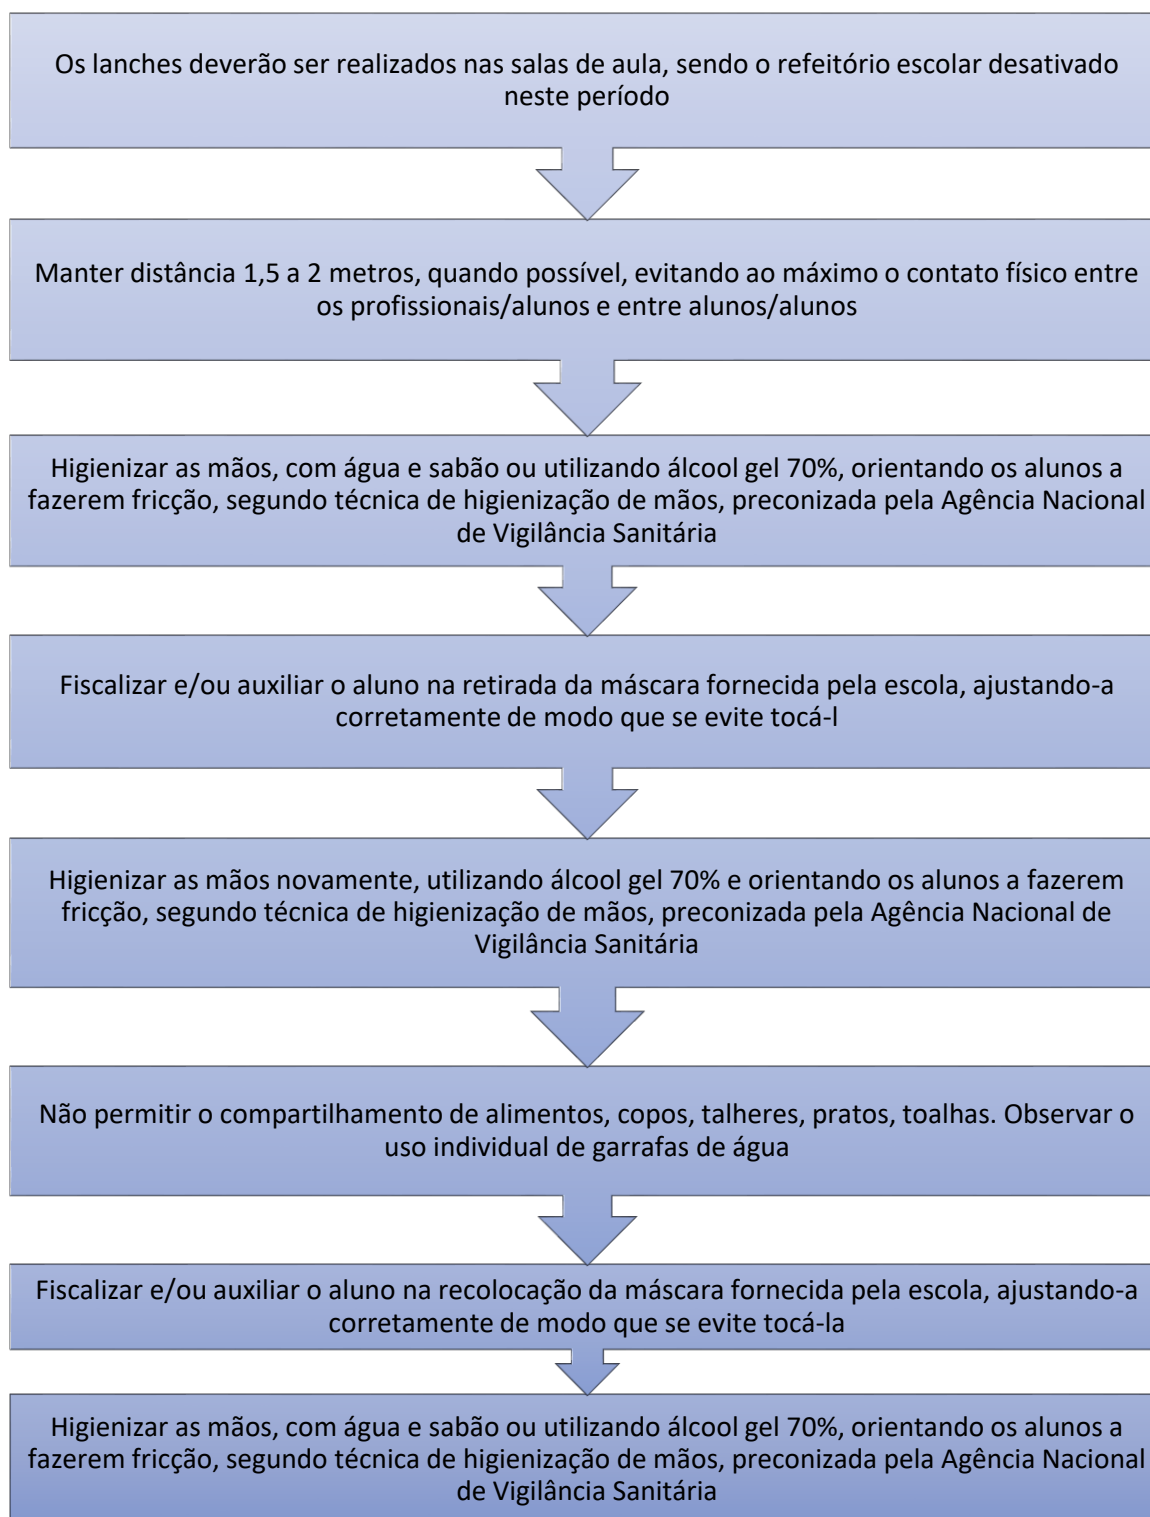 Os lanches deverão ser realizados nas salas de aula, sendo o refeitório escolar desativado
neste período
Manter distância 1,5 a 2 metros, quando possível, evitando ao máximo o contato físico entre
os profissionais/alunos e entre alunos/alunos
Higienizar as mãos, com água e sabão ou utilizando álcool gel 70%, orientando os alunos a
fazerem fricção, segundo técnica de higienização de mãos, preconizada pela Agência Nacional
de Vigilância Sanitária
Fiscalizar e/ou auxiliar o aluno na retirada da máscara fornecida pela escola, ajustando-a
corretamente de modo que se evite tocá-l
Higienizar as mãos novamente, utilizando álcool gel 70% e orientando os alunos a fazerem
fricção, segundo técnica de higienização de mãos, preconizada pela Agência Nacional de
Vigilância Sanitária
Não permitir o compartilhamento de alimentos, copos, talheres, pratos, toalhas. Observar o
uso individual de garrafas de água
Fiscalizar e/ou auxiliar o aluno na recolocação da máscara fornecida pela escola, ajustando-a
corretamente de modo que se evite tocá-la
Higienizar as mãos, com água e sabão ou utilizando álcool gel 70%, orientando os alunos a
fazerem fricção, segundo técnica de higienização de mãos, preconizada pela Agência Nacional
de Vigilância Sanitária